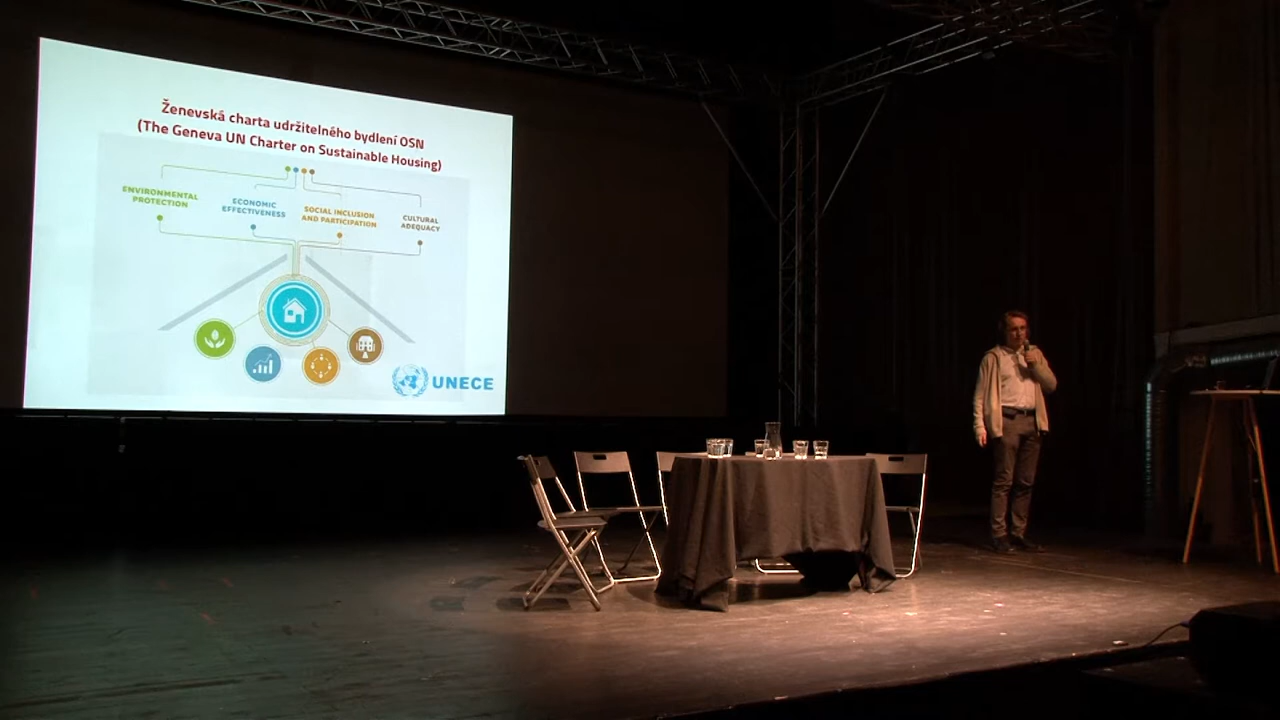 Ženevská charta udržitelného bydlení OSN
(The Geneva UN Charter on Sustainable Housing)
ENVIRONMENTAL
PROTECTION
ECONOMIC
EFFECTIVENESS
SOCIAL INCLUSION
AND PARTICIPATION
CULTURAL
ADEQUACY
UNECE